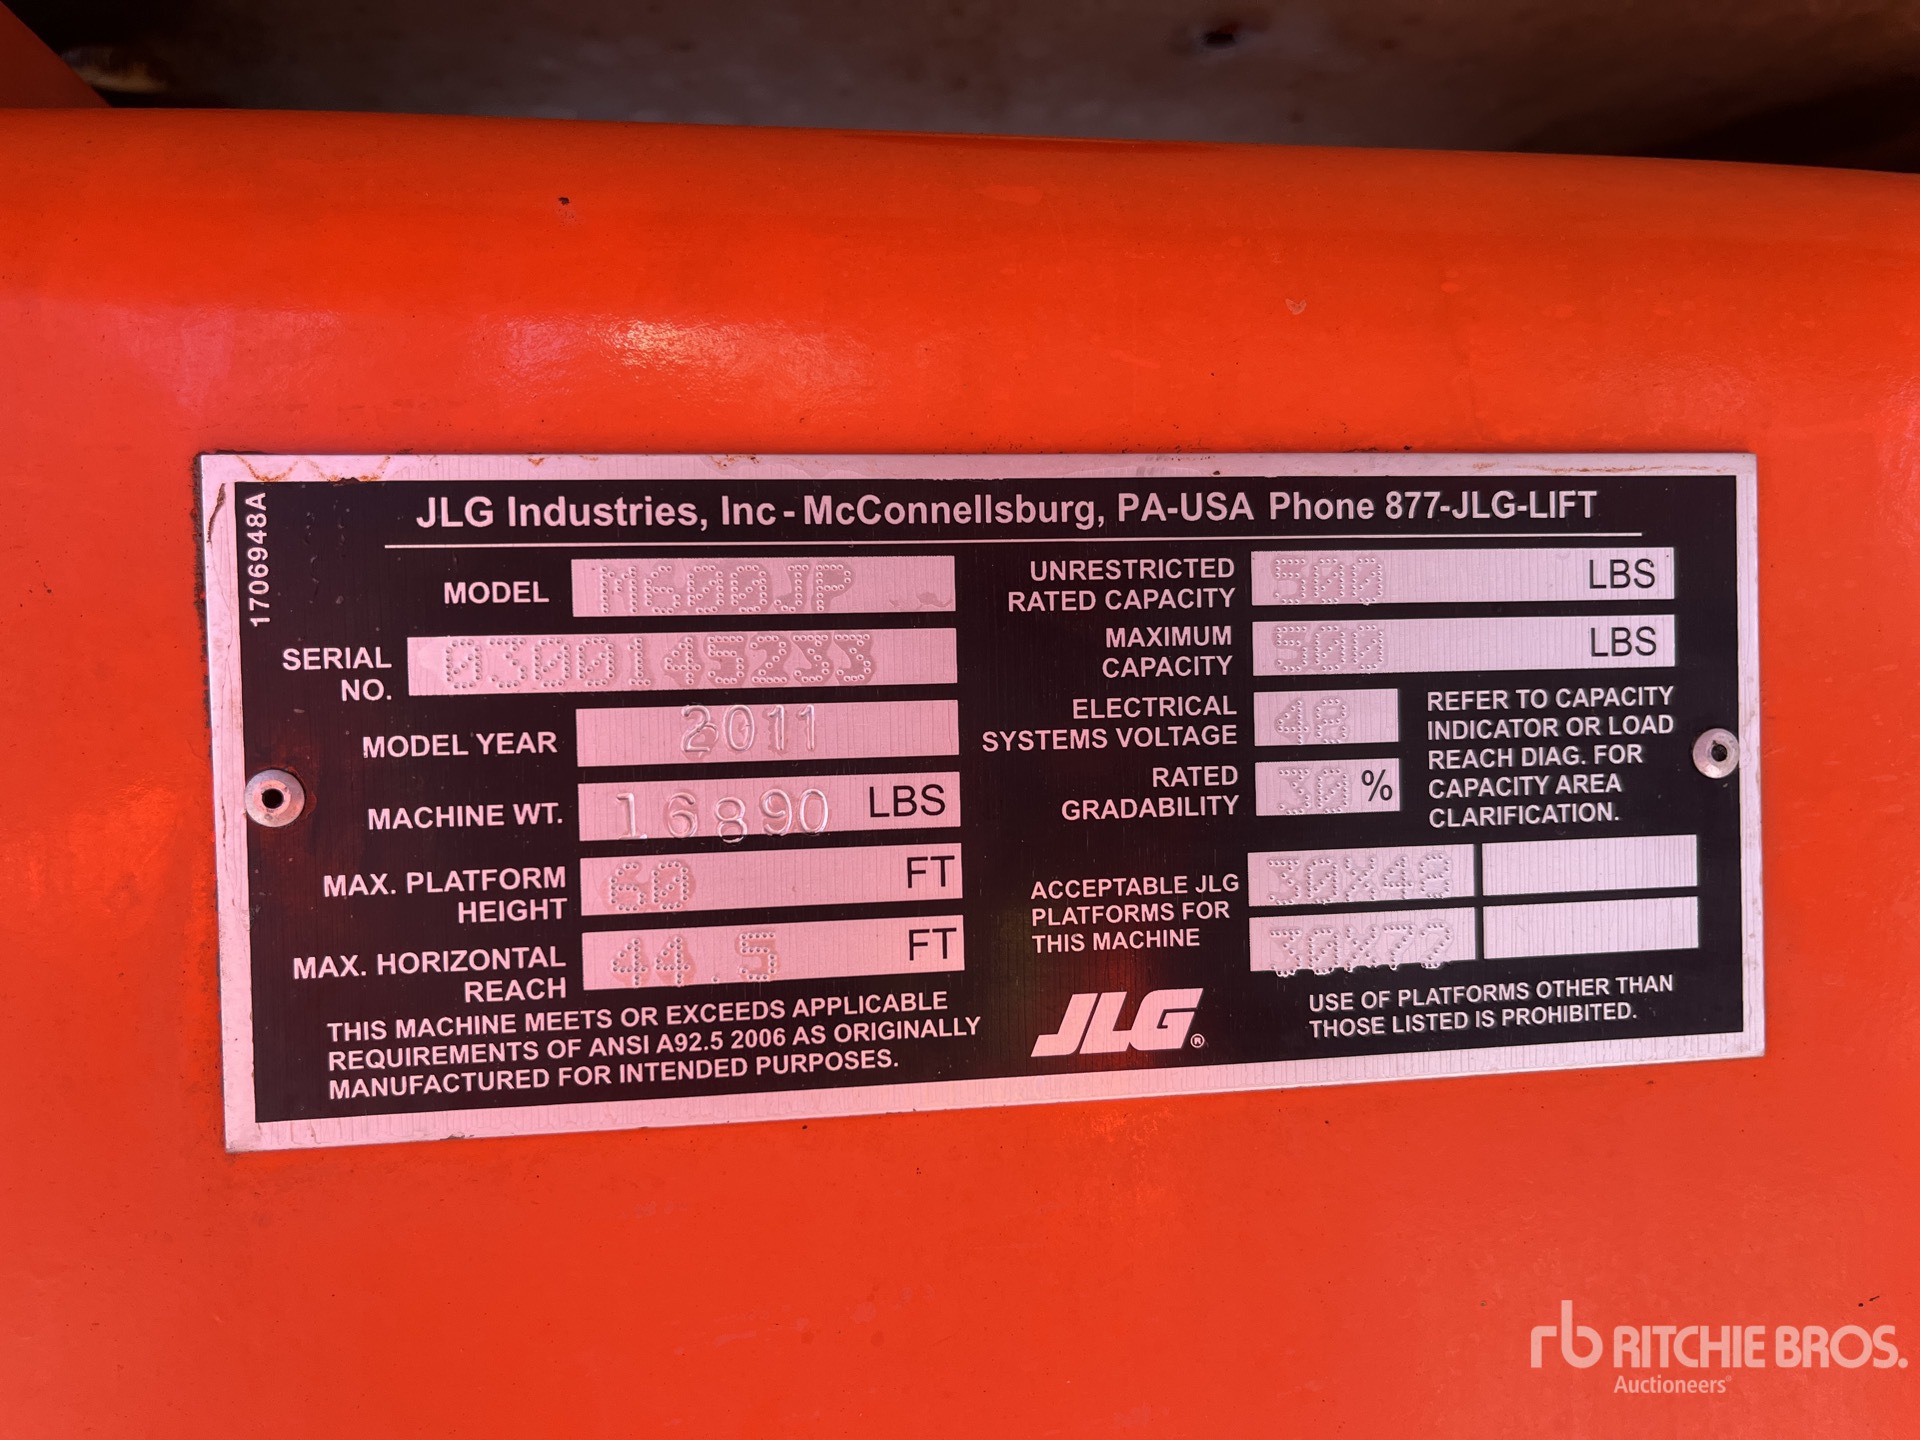 1706948A
JLG Industries, Inc - McConnellsburg, PA-USA Phone 877-JLG-LIFT
MODEL M600JP
SERIAL NO. 0300145233
MODEL YEAR 2011
MACHINE WT. 16890 LBS
MAX. PLATFORM HEIGHT 60 FT
MAX. HORIZONTAL REACH 44.5 FT
THIS MACHINE MEETS OR EXCEEDS APPLICABLE
REQUIREMENTS OF ANSI A92.5 2006 AS ORIGINALLY
MANUFACTURED FOR INTENDED PURPOSES.
UNRESTRICTED RATED CAPACITY 500 LBS
MAXIMUM CAPACITY 500 LBS
ELECTRICAL SYSTEMS VOLTAGE 48
RATED GRADABILITY 30 %
REFER TO CAPACITY
INDICATOR OR LOAD
REACH DIAG. FOR
CAPACITY AREA
CLARIFICATION.
ACCEPTABLE JLG
PLATFORMS FOR
THIS MACHINE
30X48
30X72
JLG®
USE OF PLATFORMS OTHER THAN
THOSE LISTED IS PROHIBITED.
rb RITCHIE BROS.
Auctioneers